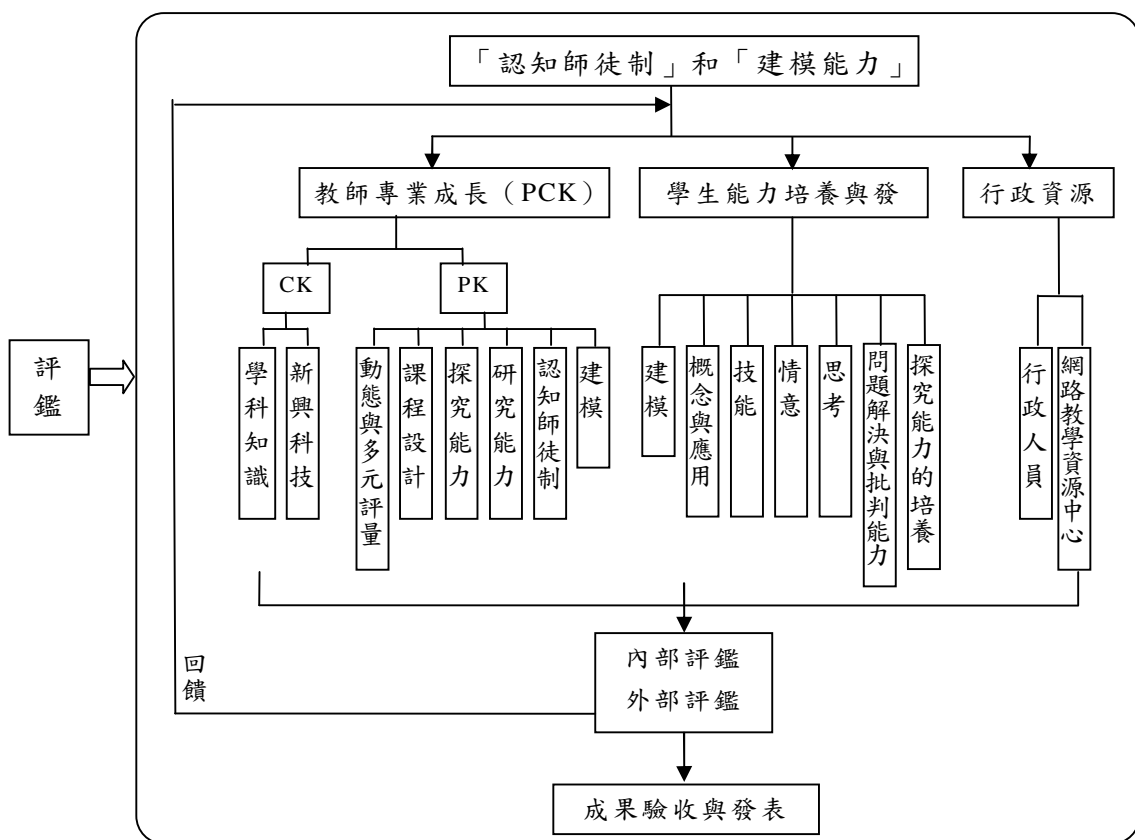 「認知師徒制」和「建模能力」
教師專業成長（PCK）
學生能力培養與發
行政資源
CK
PK
評鑑
學科知識
新興科技
動態與多元評量
課程設計
探究能力
研究能力
認知師徒制
建模
建模
概念與應用
技能
情意
思考
問題解決與批判能力
探究能力的培養
行政人員
網路教學資源中心
回饋
內部評鑑
外部評鑑
成果驗收與發表